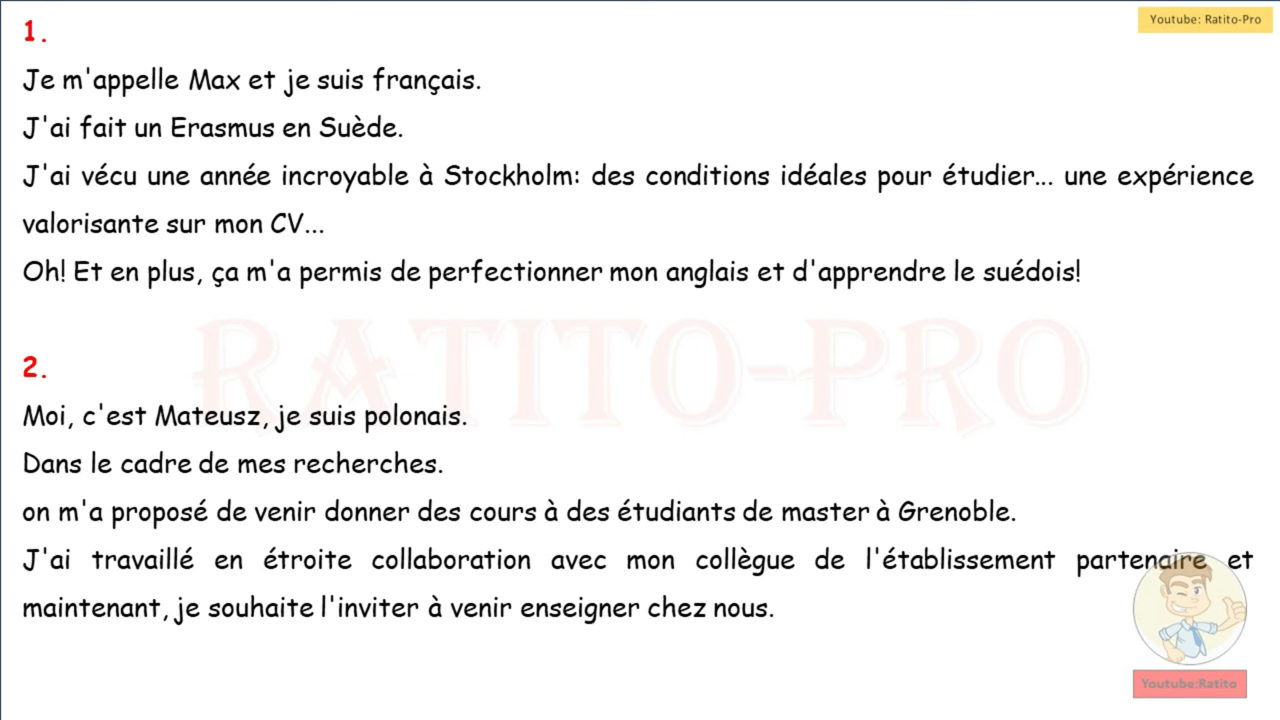 Youtube: Ratito-Pro
1.
Je m'appelle Max et je suis français.
J'ai fait un Erasmus en Suède.
J'ai vécu une année incroyable à Stockholm: des conditions idéales pour étudier... une expérience
valorisante sur mon CV...
Oh! Et en plus, ça m'a permis de perfectionner mon anglais et d'apprendre le suédois!
RATITO-PRO
2.
Moi, c'est Mateusz, je suis polonais.
Dans le cadre de mes recherches.
on m'a proposé de venir donner des cours à des étudiants de master à Grenoble.
J'ai travaillé en étroite collaboration avec mon collègue de l'établissement partenaire et
maintenant, je souhaite l'inviter à venir enseigner chez nous.
Youtube:Ratito